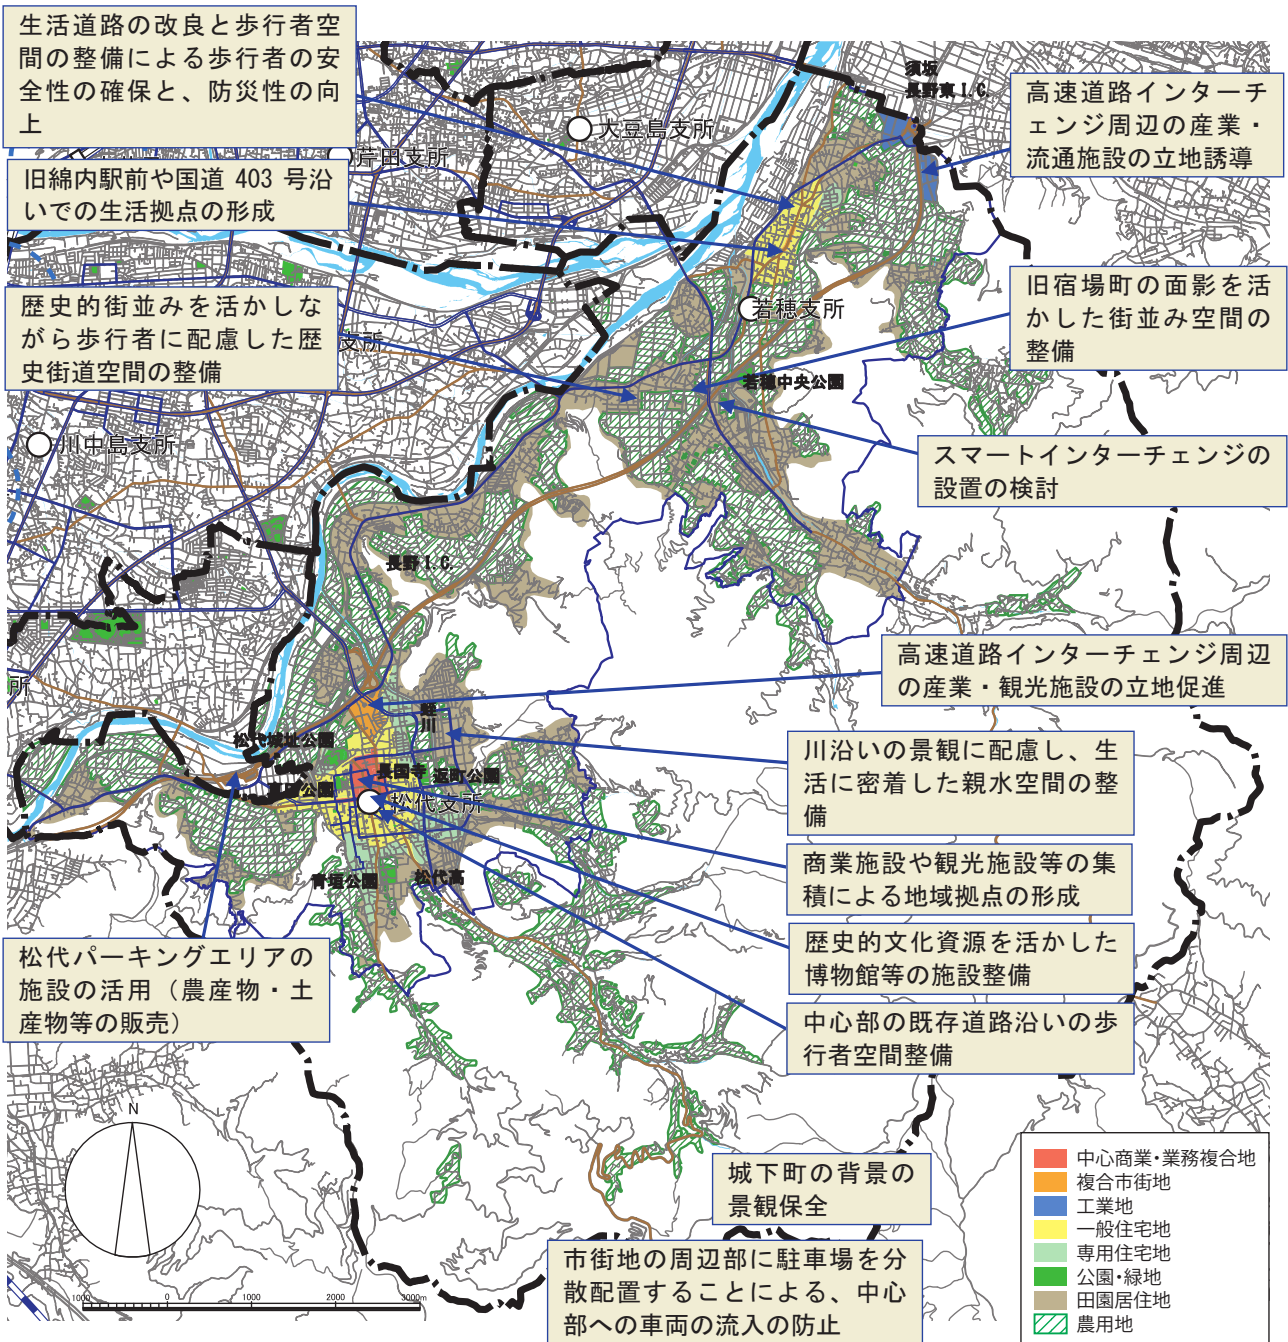 生活道路の改良と歩行者空
間の整備による歩行者の安
全性の確保と、防災性の向
上
旧綿内駅前や国道 403 号沿
いでの生活拠点の形成
歴史的街並みを活かしな
がら歩行者に配慮した歴
史街道空間の整備
須坂
長野東 I.C.
高速道路インターチ
ェンジ周辺の産業・
流通施設の立地誘導
大豆島支所
芹田支所
支所
旧宿場町の面影を活
かした街並み空間の
整備
若穂支所
若穂中央公園
川中島支所
スマートインターチェンジの
設置の検討
長野 I.C.
高速道路インターチェンジ周辺
の産業・観光施設の立地促進
所
蛭川
松代城址公園
川沿いの景観に配慮し、生
活に密着した親水空間の整
備
長国寺
返町公園
公園
松代支所
商業施設や観光施設等の集
積による地域拠点の形成
青垣公園
松代高
歴史的文化資源を活かした
博物館等の施設整備
松代パーキングエリアの
施設の活用（農産物・土
産物等の販売）
中心部の既存道路沿いの歩
行者空間整備
N
城下町の背景の
景観保全
市街地の周辺部に駐車場を分
散配置することによる、中心
部への車両の流入の防止
1000 0 1000 2000 3000m
中心商業・業務複合地
複合市街地
工業地
一般住宅地
専用住宅地
公園・緑地
田園居住地
農用地